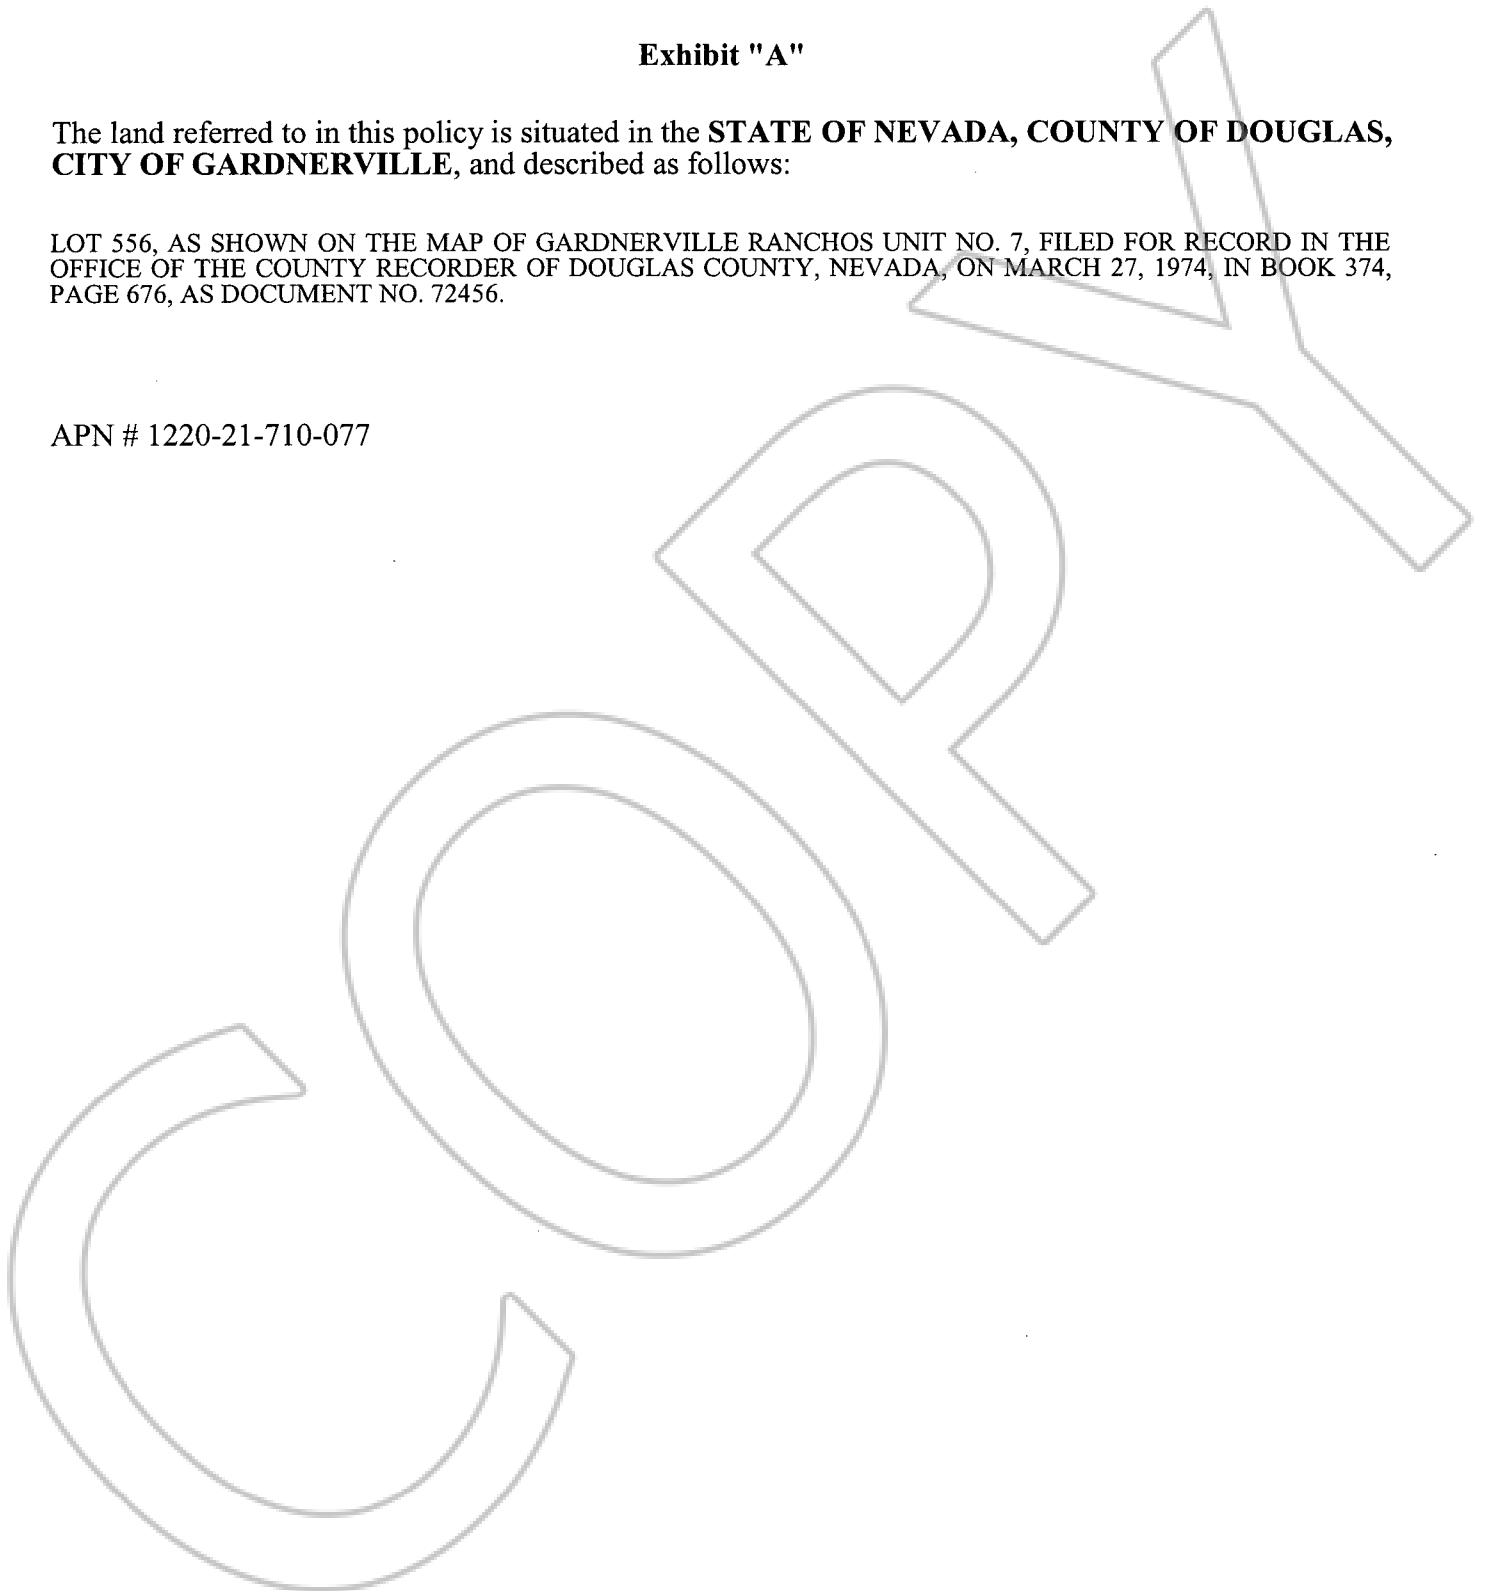 Exhibit "A"
The land referred to in this policy is situated in the STATE OF NEVADA, COUNTY OF DOUGLAS,
CITY OF GARDNERVILLE, and described as follows:
LOT 556, AS SHOWN ON THE MAP OF GARDNERVILLE RANCHOS UNIT NO. 7, FILED FOR RECORD IN THE
OFFICE OF THE COUNTY RECORDER OF DOUGLAS COUNTY, NEVADA, ON MARCH 27, 1974, IN BOOK 374,
PAGE 676, AS DOCUMENT NO. 72456.
APN # 1220-21-710-077
COPY